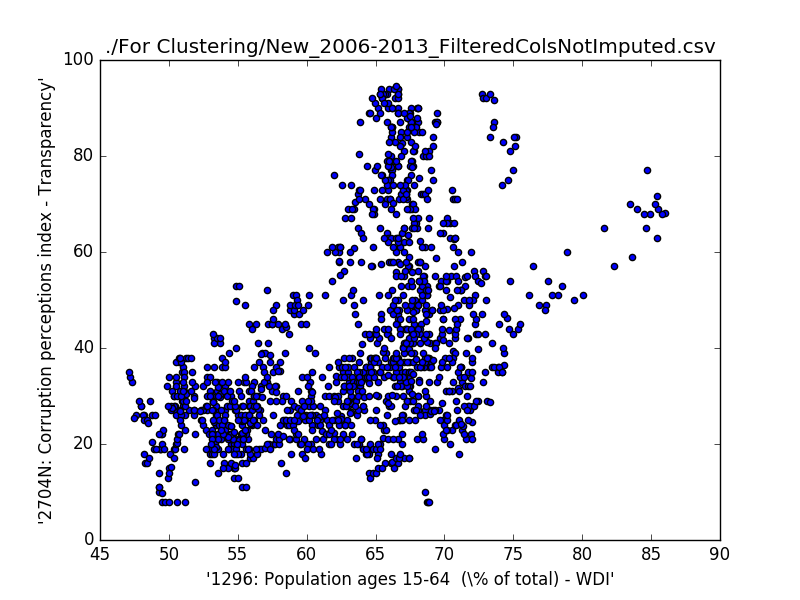 ./For Clustering/New_2006-2013_FilteredColsNotImputed.csv
'2704N: Corruption perceptions index - Transparency'
100
80
60
40
20
0
45 50 55 60 65 70 75 80 85 90
'1296: Population ages 15-64  (\% of total) - WDI'